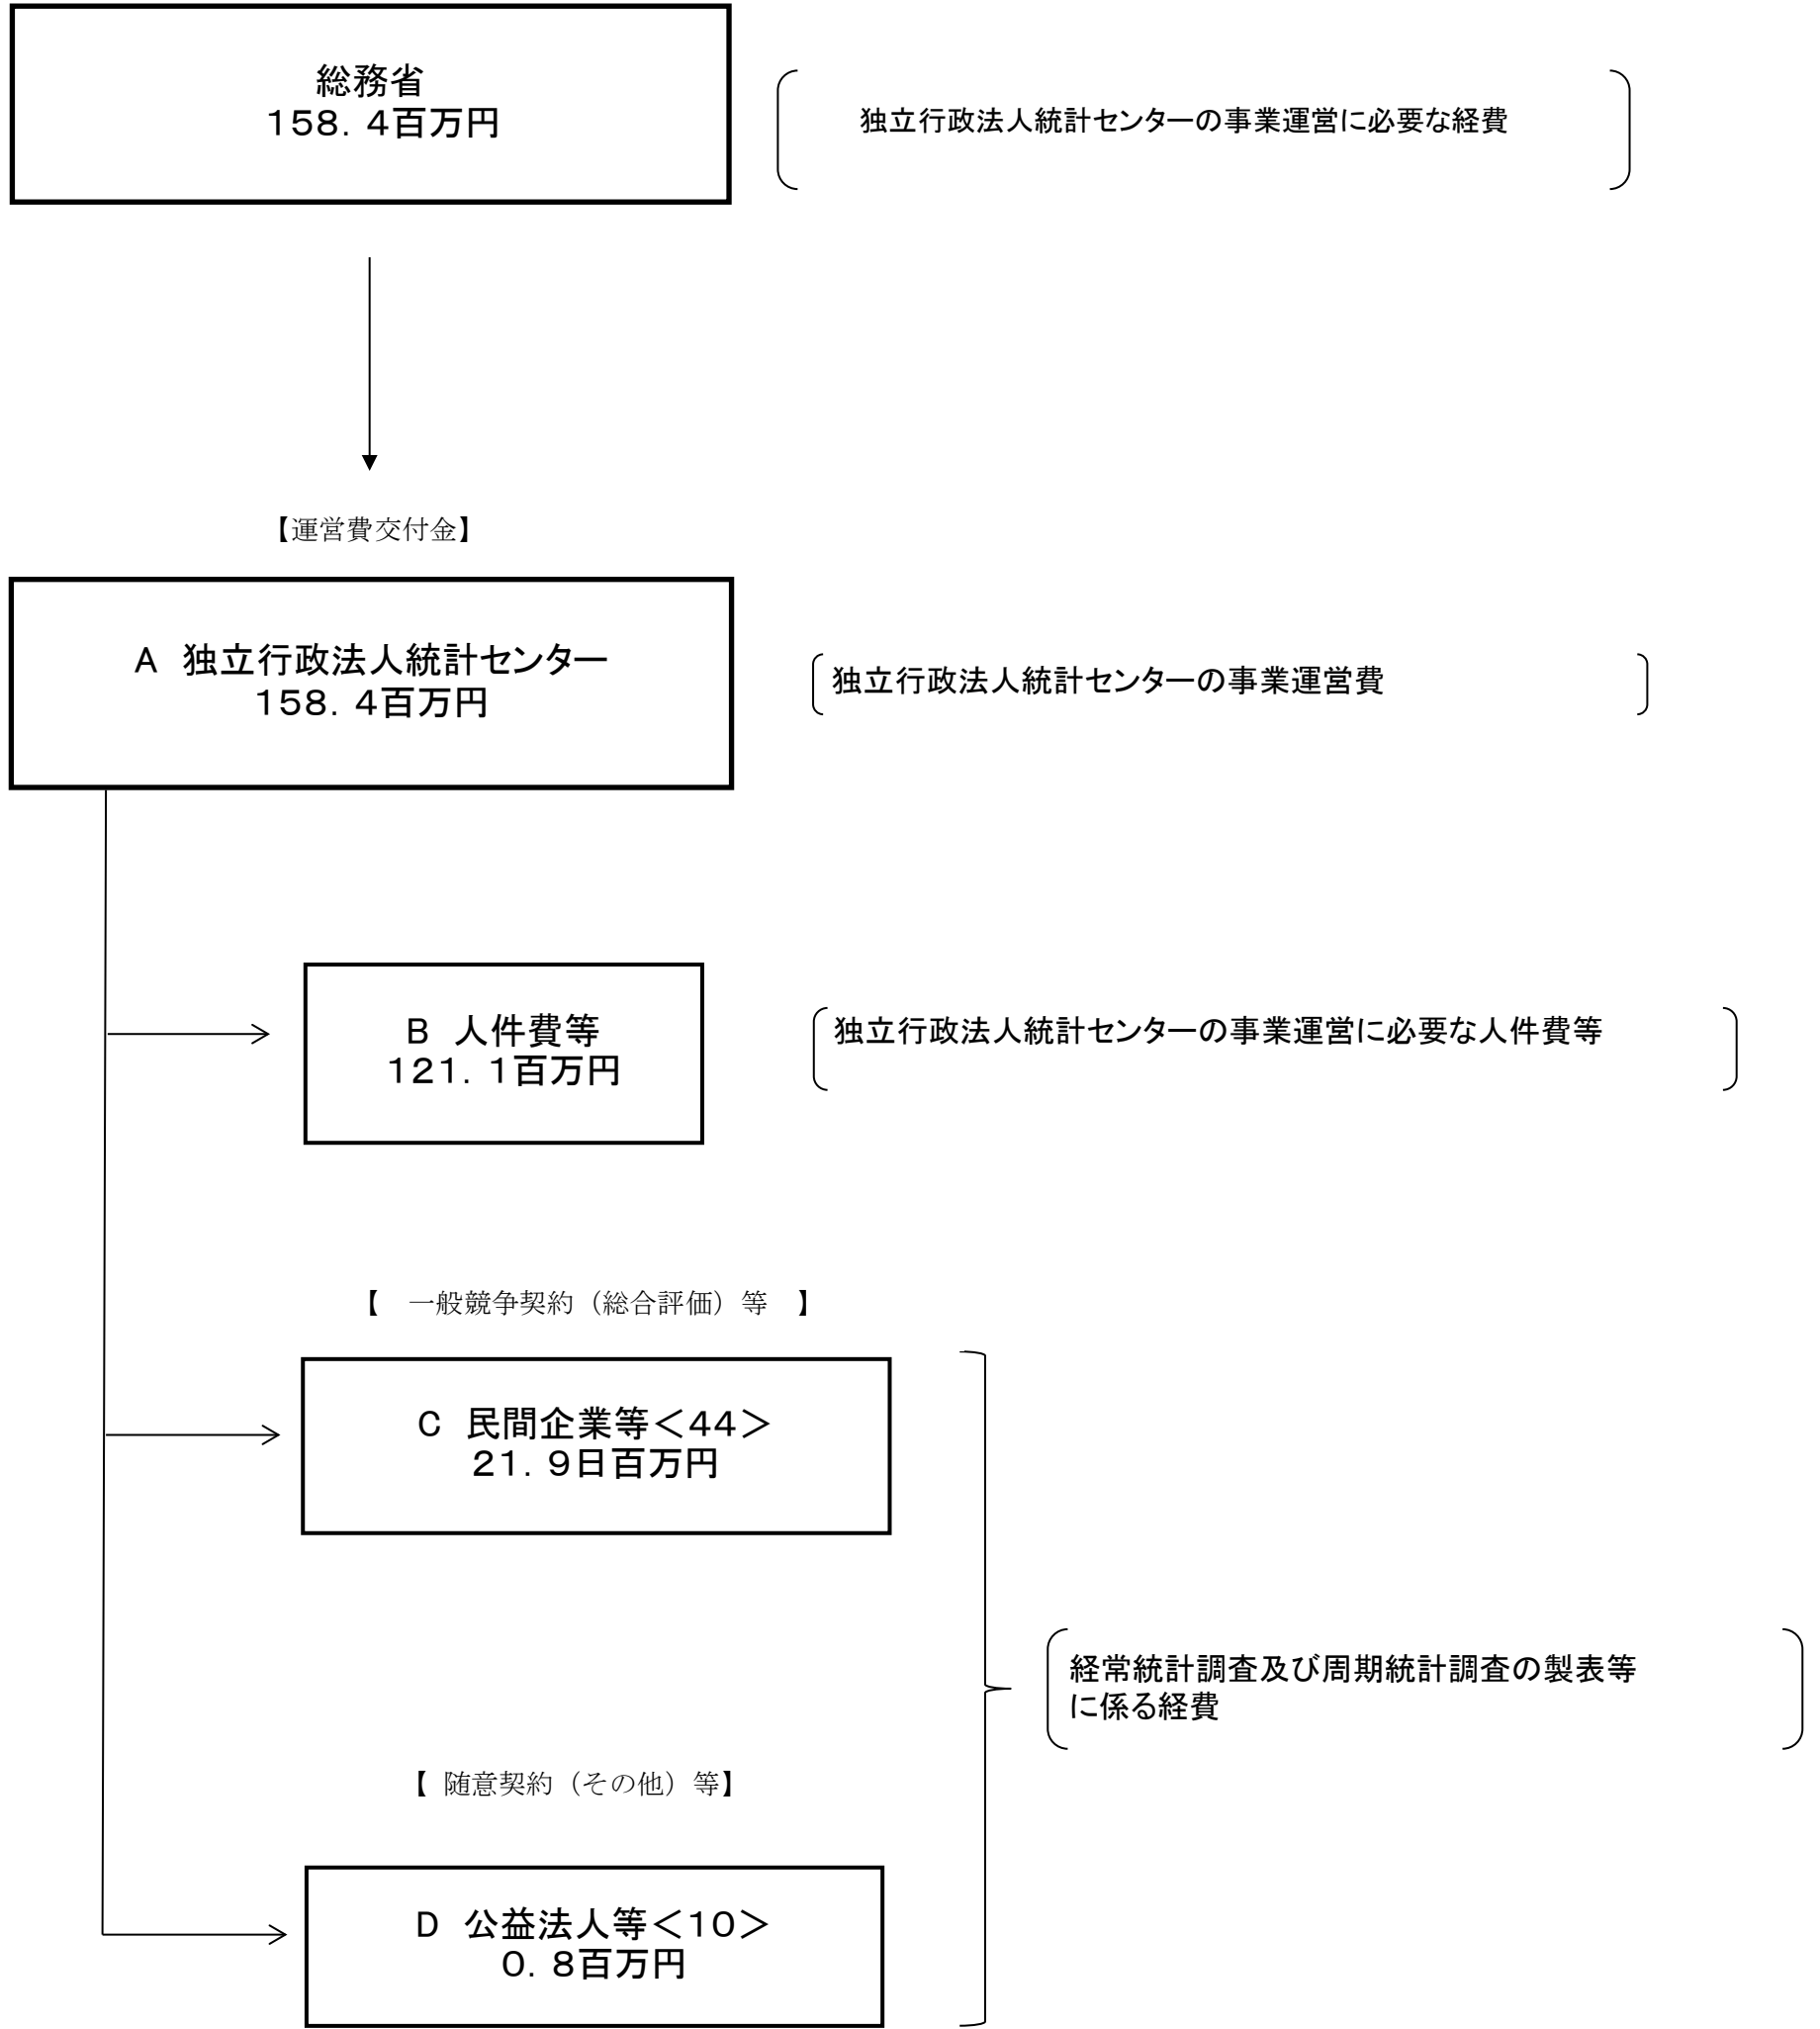 総務省
１５８．４百万円
独立行政法人統計センターの事業運営に必要な経費
【運営費交付金】
Ａ　独立行政法人統計センター
１５８．４百万円
独立行政法人統計センターの事業運営費
Ｂ　人件費等
１２１．１百万円
独立行政法人統計センターの事業運営に必要な人件費等
【　一般競争契約（総合評価）等　】
Ｃ　民間企業等＜４４＞
２１．９日百万円
経常統計調査及び周期統計調査の製表等
に係る経費
【 随意契約（その他）等】
Ｄ　公益法人等＜１０＞
０．８百万円